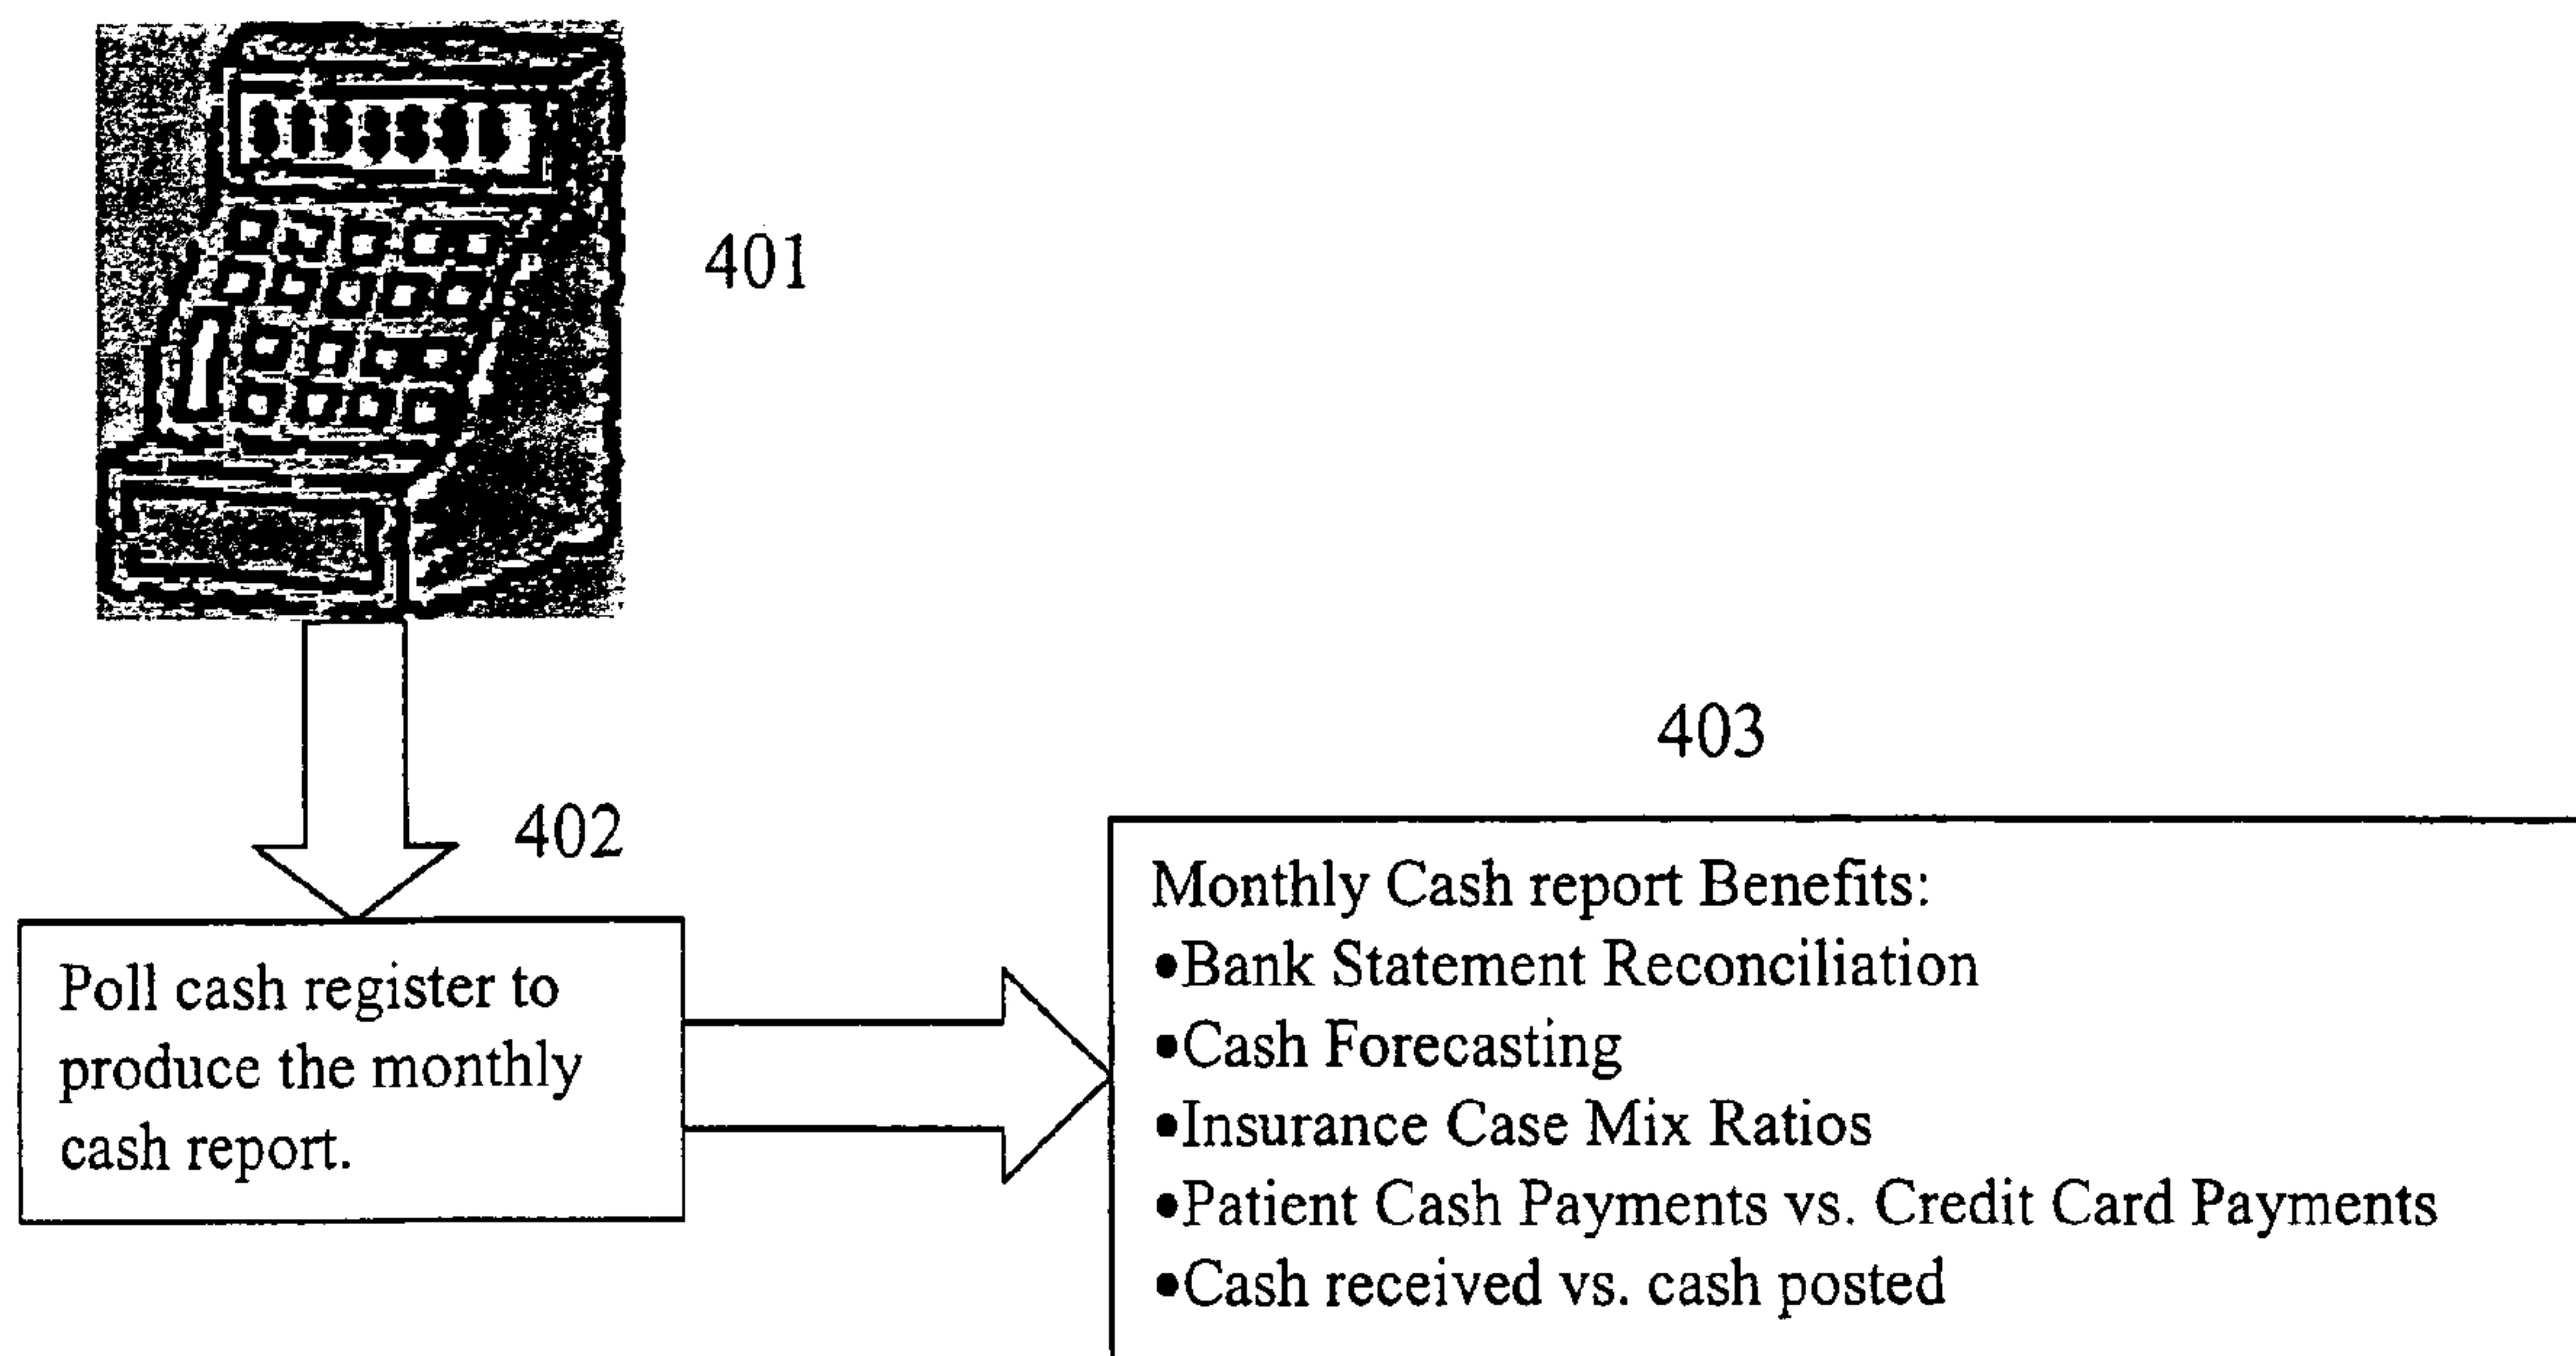 401
402
Poll cash register to
produce the monthly
cash report.
403
Monthly Cash report Benefits:
•Bank Statement Reconciliation
•Cash Forecasting
•Insurance Case Mix Ratios
•Patient Cash Payments vs. Credit Card Payments
•Cash received vs. cash posted